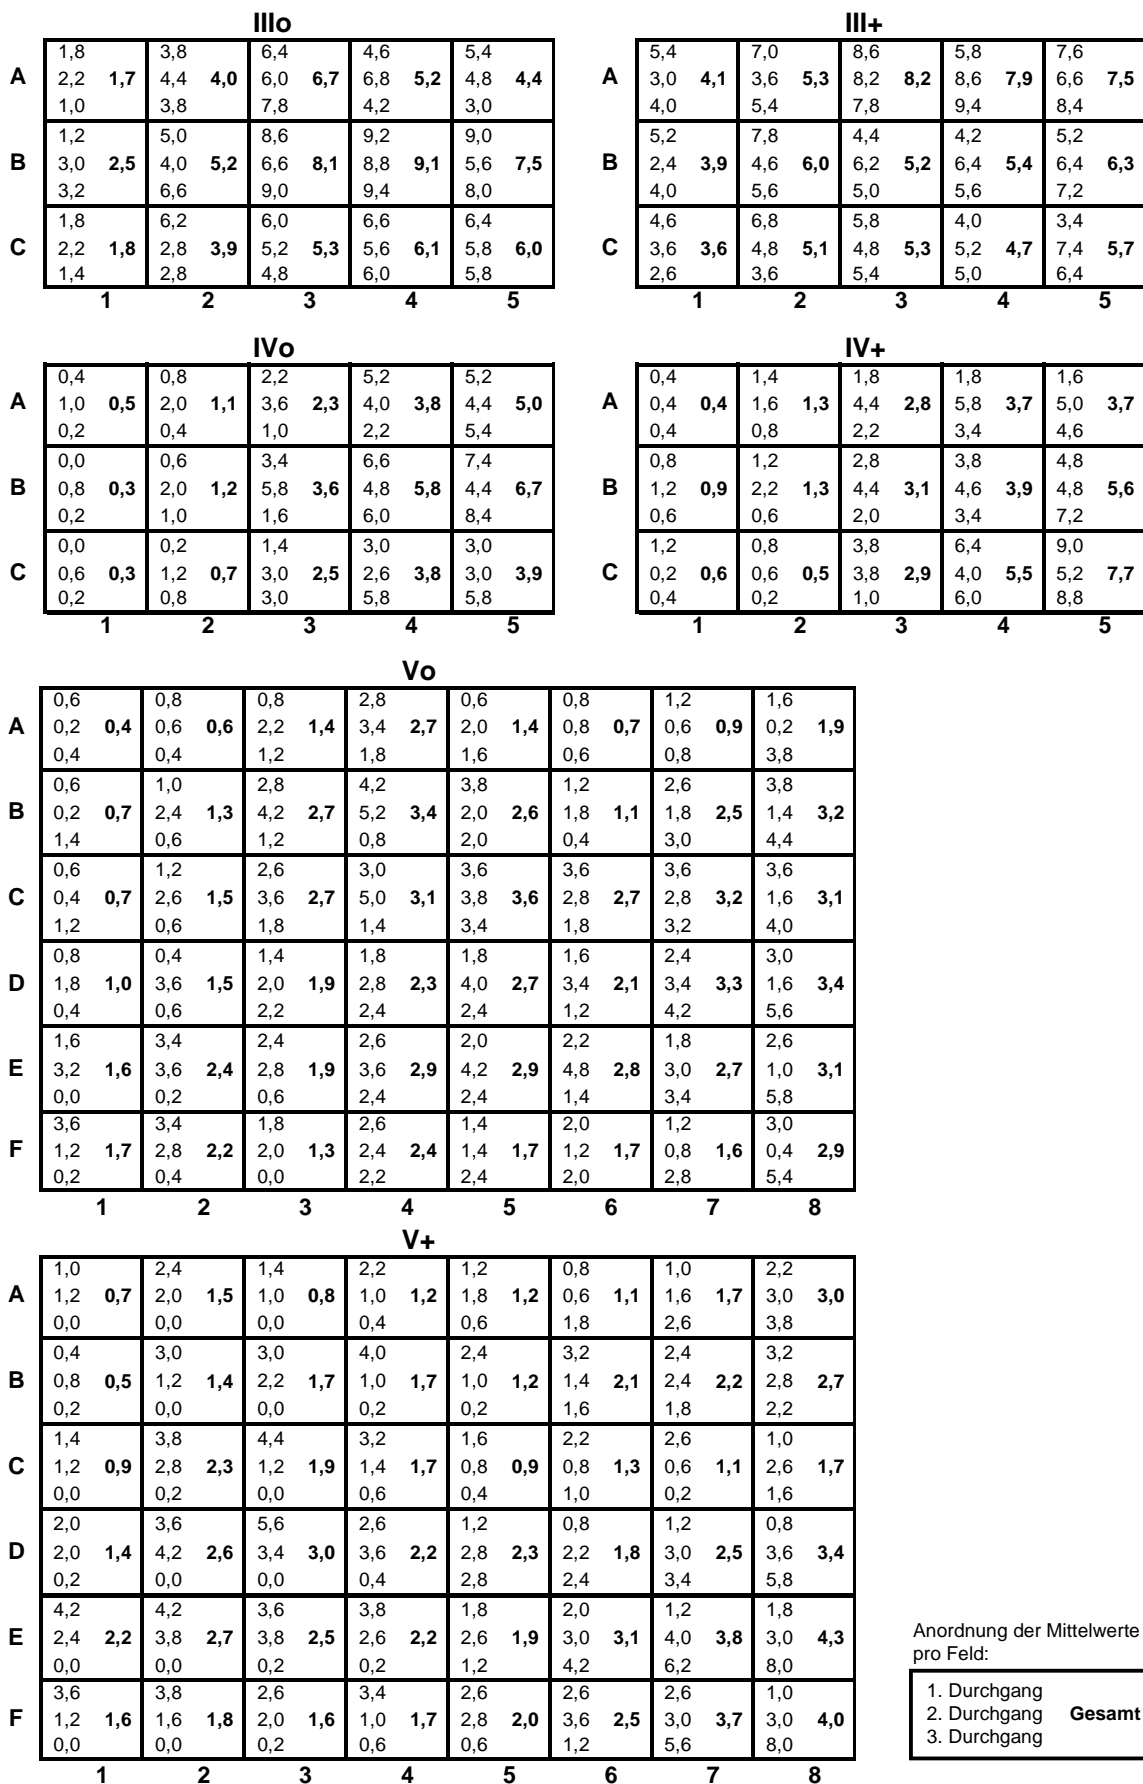 IIIo III+
1,8 3,8 6,4 4,6 5,4 5,4 7,0 8,6 5,8 7,6
A 2,2 1,7 4,4 4,0 6,0 6,7 6,8 5,2 4,8 4,4 A 3,0 4,1 3,6 5,3 8,2 8,2 8,6 7,9 6,6 7,5
1,0 3,8 7,8 4,2 3,0 4,0 5,4 7,8 9,4 8,4
1,2 5,0 8,6 9,2 9,0 5,2 7,8 4,4 4,2 5,2
B 3,0 2,5 4,0 5,2 6,6 8,1 8,8 9,1 5,6 7,5 B 2,4 3,9 4,6 6,0 6,2 5,2 6,4 5,4 6,4 6,3
3,2 6,6 9,0 9,4 8,0 4,0 5,6 5,0 5,6 7,2
1,8 6,2 6,0 6,6 6,4 4,6 6,8 5,8 4,0 3,4
C 2,2 1,8 2,8 3,9 5,2 5,3 5,6 6,1 5,8 6,0 C 3,6 3,6 4,8 5,1 4,8 5,3 5,2 4,7 7,4 5,7
1,4 2,8 4,8 6,0 5,8 2,6 3,6 5,4 5,0 6,4
1 2 3 4 5 1 2 3 4 5
IVo IV+
0,4 0,8 2,2 5,2 5,2 0,4 1,4 1,8 1,8 1,6
A 1,0 0,5 2,0 1,1 3,6 2,3 4,0 3,8 4,4 5,0 A 0,4 0,4 1,6 1,3 4,4 2,8 5,8 3,7 5,0 3,7
0,2 0,4 1,0 2,2 5,4 0,4 0,8 2,2 3,4 4,6
0,0 0,6 3,4 6,6 7,4 0,8 1,2 2,8 3,8 4,8
B 0,8 0,3 2,0 1,2 5,8 3,6 4,8 5,8 4,4 6,7 B 1,2 0,9 2,2 1,3 4,4 3,1 4,6 3,9 4,8 5,6
0,2 1,0 1,6 6,0 8,4 0,6 0,6 2,0 3,4 7,2
0,0 0,2 1,4 3,0 3,0 1,2 0,8 3,8 6,4 9,0
C 0,6 0,3 1,2 0,7 3,0 2,5 2,6 3,8 3,0 3,9 C 0,2 0,6 0,6 0,5 3,8 2,9 4,0 5,5 5,2 7,7
0,2 0,8 3,0 5,8 5,8 0,4 0,2 1,0 6,0 8,8
1 2 3 4 5 1 2 3 4 5
Vo
0,6 0,8 0,8 2,8 0,6 0,8 1,2 1,6
A 0,2 0,4 0,6 0,6 2,2 1,4 3,4 2,7 2,0 1,4 0,8 0,7 0,6 0,9 0,2 1,9
0,4 0,4 1,2 1,8 1,6 0,6 0,8 3,8
0,6 1,0 2,8 4,2 3,8 1,2 2,6 3,8
B 0,2 0,7 2,4 1,3 4,2 2,7 5,2 3,4 2,0 2,6 1,8 1,1 1,8 2,5 1,4 3,2
1,4 0,6 1,2 0,8 2,0 0,4 3,0 4,4
0,6 1,2 2,6 3,0 3,6 3,6 3,6 3,6
C 0,4 0,7 2,6 1,5 3,6 2,7 5,0 3,1 3,8 3,6 2,8 2,7 2,8 3,2 1,6 3,1
1,2 0,6 1,8 1,4 3,4 1,8 3,2 4,0
0,8 0,4 1,4 1,8 1,8 1,6 2,4 3,0
D 1,8 1,0 3,6 1,5 2,0 1,9 2,8 2,3 4,0 2,7 3,4 2,1 3,4 3,3 1,6 3,4
0,4 0,6 2,2 2,4 2,4 1,2 4,2 5,6
1,6 3,4 2,4 2,6 2,0 2,2 1,8 2,6
E 3,2 1,6 3,6 2,4 2,8 1,9 3,6 2,9 4,2 2,9 4,8 2,8 3,0 2,7 1,0 3,1
0,0 0,2 0,6 2,4 2,4 1,4 3,4 5,8
3,6 3,4 1,8 2,6 1,4 2,0 1,2 3,0
F 1,2 1,7 2,8 2,2 2,0 1,3 2,4 2,4 1,4 1,7 1,2 1,7 0,8 1,6 0,4 2,9
0,2 0,4 0,0 2,2 2,4 2,0 2,8 5,4
1 2 3 4 5 6 7 8
V+
1,0 2,4 1,4 2,2 1,2 0,8 1,0 2,2
A 1,2 0,7 2,0 1,5 1,0 0,8 1,0 1,2 1,8 1,2 0,6 1,1 1,6 1,7 3,0 3,0
0,0 0,0 0,0 0,4 0,6 1,8 2,6 3,8
0,4 3,0 3,0 4,0 2,4 3,2 2,4 3,2
B 0,8 0,5 1,2 1,4 2,2 1,7 1,0 1,7 1,0 1,2 1,4 2,1 2,4 2,2 2,8 2,7
0,2 0,0 0,0 0,2 0,2 1,6 1,8 2,2
1,4 3,8 4,4 3,2 1,6 2,2 2,6 1,0
C 1,2 0,9 2,8 2,3 1,2 1,9 1,4 1,7 0,8 0,9 0,8 1,3 0,6 1,1 2,6 1,7
0,0 0,2 0,0 0,6 0,4 1,0 0,2 1,6
2,0 3,6 5,6 2,6 1,2 0,8 1,2 0,8
D 2,0 1,4 4,2 2,6 3,4 3,0 3,6 2,2 2,8 2,3 2,2 1,8 3,0 2,5 3,6 3,4
0,2 0,0 0,0 0,4 2,8 2,4 3,4 5,8
4,2 4,2 3,6 3,8 1,8 2,0 1,2 1,8
E 2,4 2,2 3,8 2,7 3,8 2,5 2,6 2,2 2,6 1,9 3,0 3,1 4,0 3,8 3,0 4,3
0,0 0,0 0,2 0,2 1,2 4,2 6,2 8,0
3,6 3,8 2,6 3,4 2,6 2,6 2,6 1,0
F 1,2 1,6 1,6 1,8 2,0 1,6 1,0 1,7 2,8 2,0 3,6 2,5 3,0 3,7 3,0 4,0
0,0 0,0 0,2 0,6 0,6 1,2 5,6 8,0
1 2 3 4 5 6 7 8
Anordnung der Mittelwerte
pro Feld:
1. Durchgang
2. Durchgang Gesamt
3. Durchgang